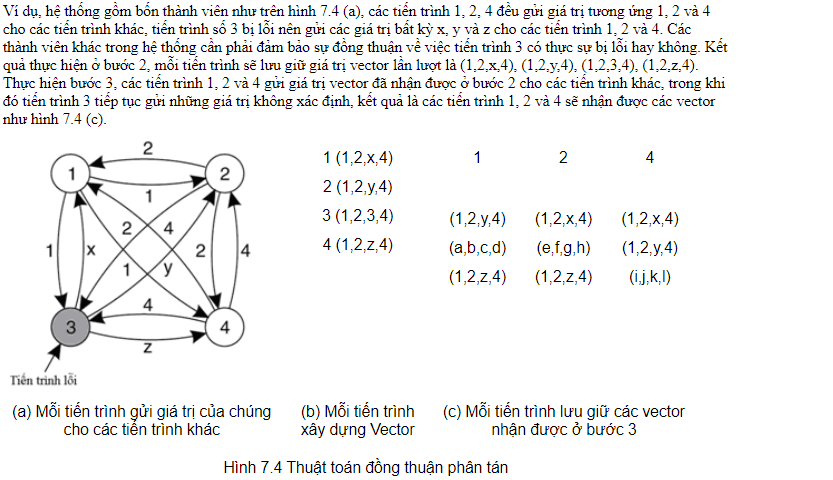 Ví dụ, hệ thống gồm bốn thành viên như trên hình 7.4 (a), các tiến trình 1, 2, 4 đều gửi giá trị tương ứng 1, 2 và 4
cho các tiến trình khác, tiến trình số 3 bị lỗi nên gửi các giá trị bất kỳ x, y và z cho các tiến trình 1, 2 và 4. Các
thành viên khác trong hệ thống cần phải đảm bảo sự đồng thuận về việc tiến trình 3 có thực sự bị lỗi hay không. Kết
quả thực hiện ở bước 2, mỗi tiến trình sẽ lưu giữ giá trị vector lần lượt là (1,2,x,4), (1,2,y,4), (1,2,3,4), (1,2,z,4).
Thực hiện bước 3, các tiến trình 1, 2 và 4 gửi giá trị vector đã nhận được ở bước 2 cho các tiến trình khác, trong khi
đó tiến trình 3 tiếp tục gửi những giá trị không xác định, kết quả là các tiến trình 1, 2 và 4 sẽ nhận được các vector
như hình 7.4 (c).
2
1 2
1
2 4
1 x 2 4
1 y
4
3 4
z
Tiến trình lỗi
1 (1,2,x,4)
2 (1,2,y,4)
3 (1,2,3,4)
4 (1,2,z,4)
1 2 4
(1,2,y,4) (1,2,x,4) (1,2,x,4)
(a,b,c,d) (e,f,g,h) (1,2,y,4)
(1,2,z,4) (1,2,z,4) (i,j,k,l)
(a) Mỗi tiến trình gửi giá trị của chúng
cho các tiến trình khác
(b) Mỗi tiến trình
xây dựng Vector
(c) Mỗi tiến trình lưu giữ các vector
nhận được ở bước 3
Hình 7.4 Thuật toán đồng thuận phân tán